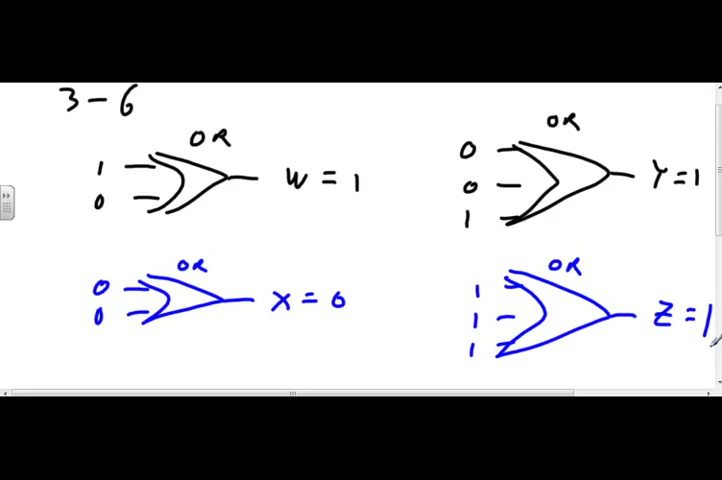 3-6
OR
1
0
W = 1
OR
0
0
1
Y = 1
OR
0
0
X = 0
OR
1
1
1
Z = 1